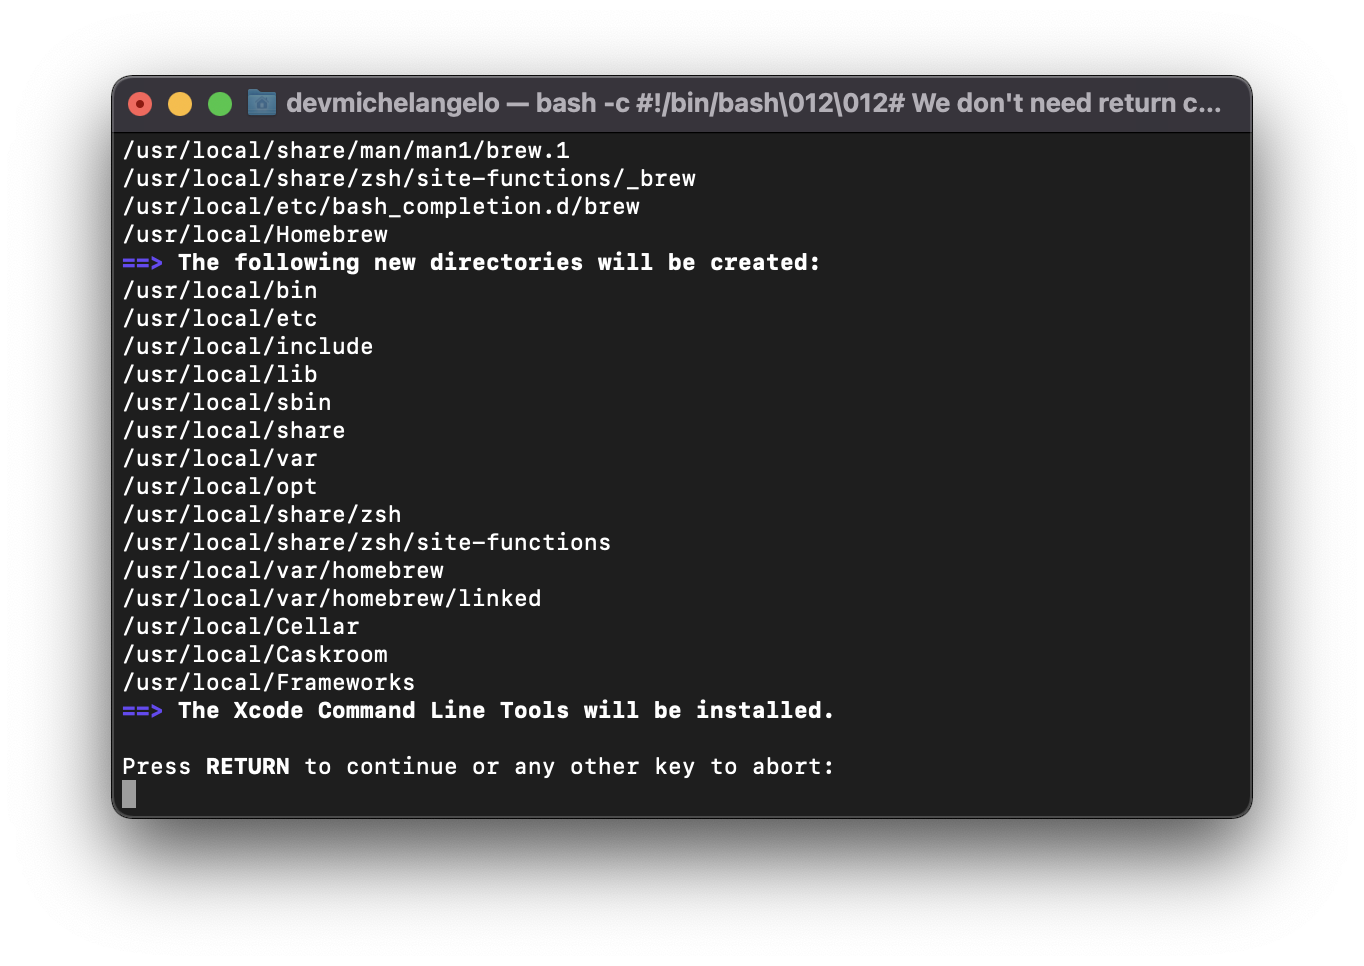 devmichelangelo — bash -c #!/bin/bash\012\012# We don't need return c...
/usr/local/share/man/man1/brew.1
/usr/local/share/zsh/site-functions/_brew
/usr/local/etc/bash_completion.d/brew
/usr/local/Homebrew
==> The following new directories will be created:
/usr/local/bin
/usr/local/etc
/usr/local/include
/usr/local/lib
/usr/local/sbin
/usr/local/share
/usr/local/var
/usr/local/opt
/usr/local/share/zsh
/usr/local/share/zsh/site-functions
/usr/local/var/homebrew
/usr/local/var/homebrew/linked
/usr/local/Cellar
/usr/local/Caskroom
/usr/local/Frameworks
==> The Xcode Command Line Tools will be installed.
Press RETURN to continue or any other key to abort: